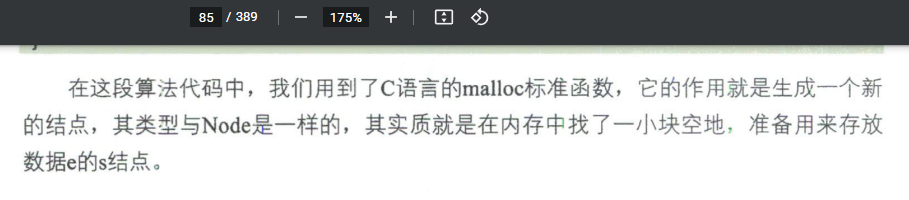 85 / 389 175%
在这段算法代码中，我们用到了C语言的malloc标准函数，它的作用就是生成一个新
的结点，其类型与Node是一样的，其实质就是在内存中找了一小块空地，准备用来存放
数据e的s结点。